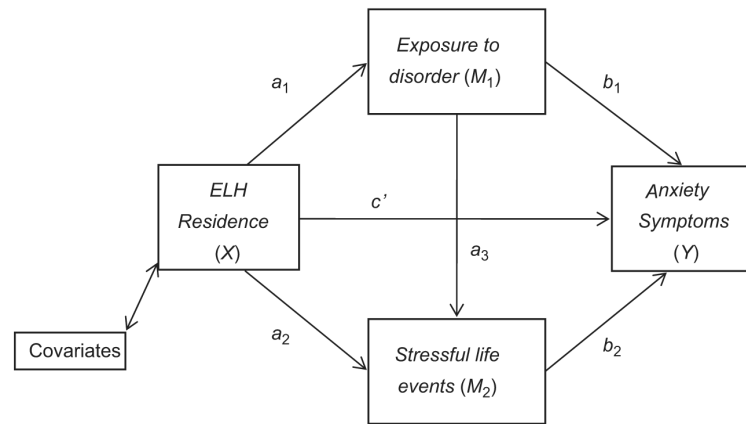 Exposure to
disorder (M₁)
a₁
b₁
ELH
Residence
(X)
c’
Anxiety
Symptoms
(Y)
a₃
Covariates
a₂
Stressful life
events (M₂)
b₂